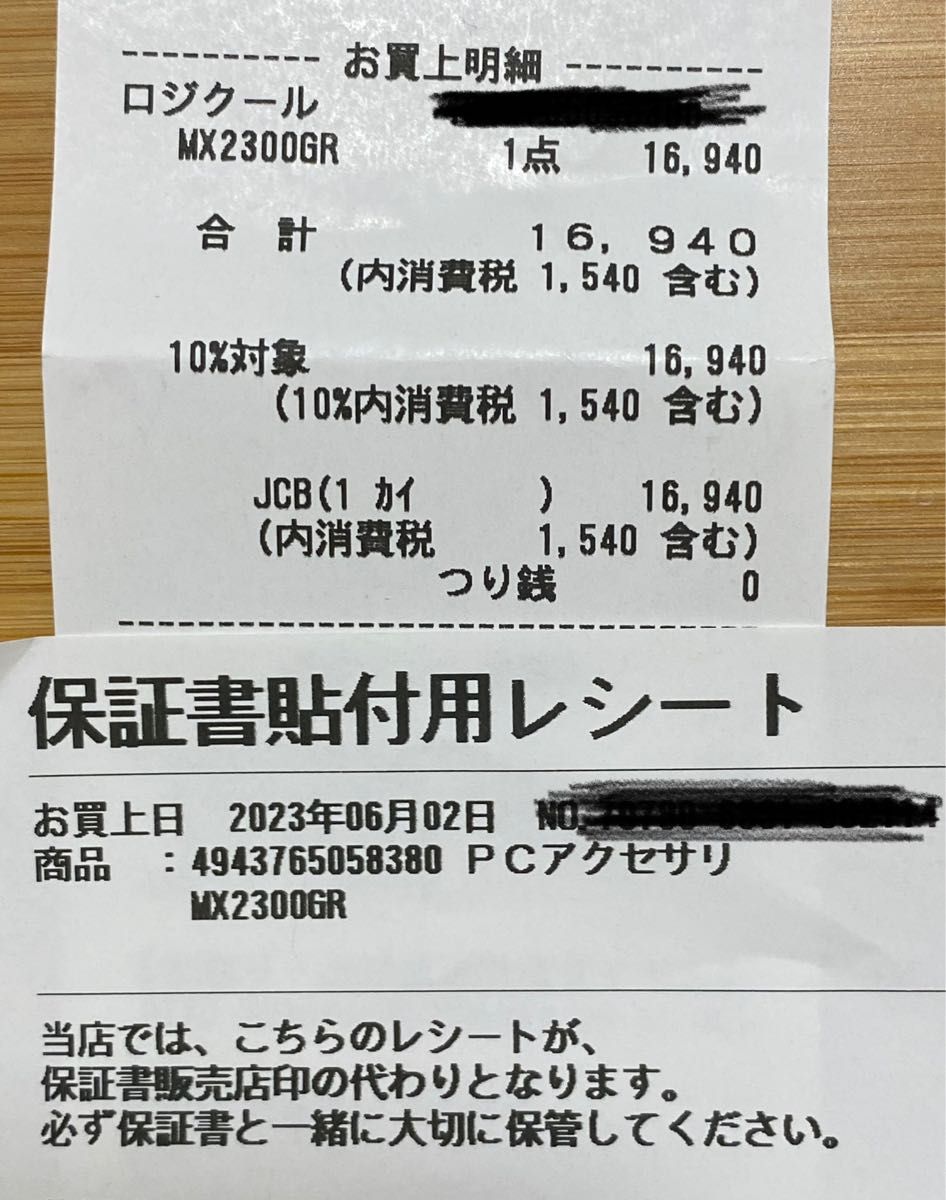 ---------- お買上明細 ----------
ロジクール
MX2300GR 1点 16,940
合 計 16,940
(内消費税 1,540 含む)
10%対象 16,940
(10%内消費税 1,540 含む)
JCB(1 ｶｲ ) 16,940
(内消費税 1,540 含む)
つり銭 0
--------------------------------
保証書貼付用レシート
お買上日 2023年06月02日 NO.
商品 :4943765058380 PCアクセサリ
MX2300GR
当店では、こちらのレシートが、
保証書販売店印の代わりとなります。
必ず保証書と一緒に大切に保管してください。